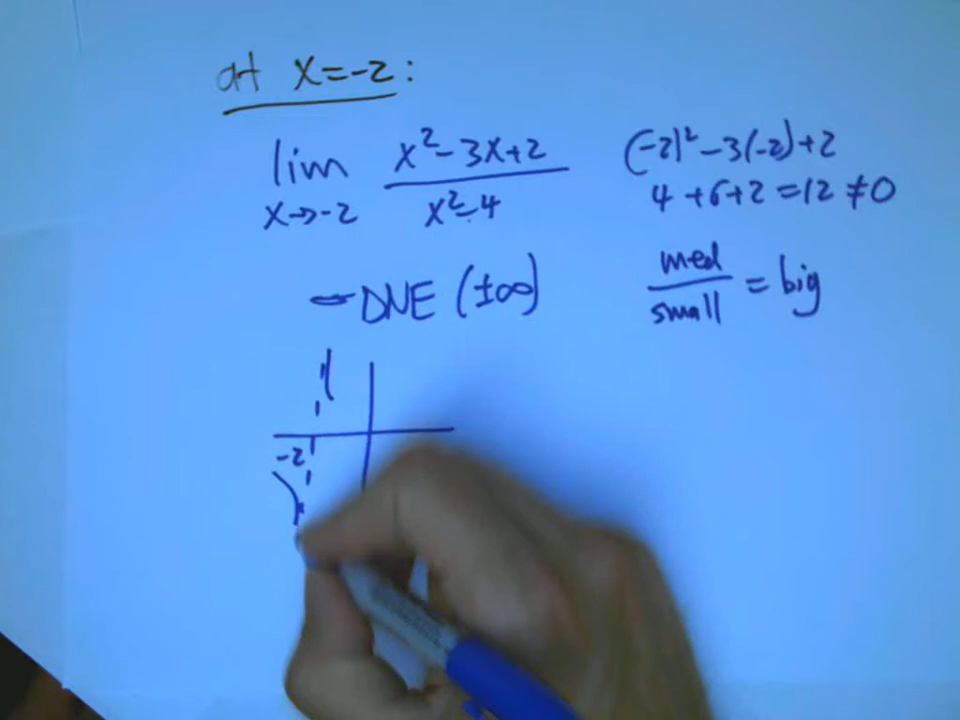 at x=-2:
lim x→-2 (x²-3x+2)/(x²-4)
(-2)²-3(-2)+2
4+6+2=12≠0
=DNE (±∞)
med/small = big
-2